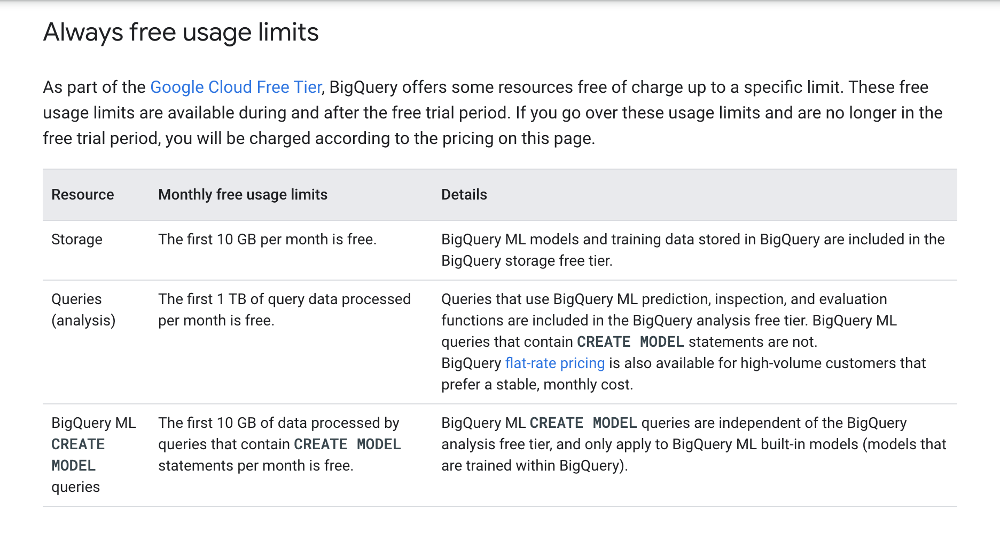 Always free usage limits
As part of the Google Cloud Free Tier, BigQuery offers some resources free of charge up to a specific limit. These free
usage limits are available during and after the free trial period. If you go over these usage limits and are no longer in the
free trial period, you will be charged according to the pricing on this page.
Resource Monthly free usage limits Details
Storage The first 10 GB per month is free. BigQuery ML models and training data stored in BigQuery are included in the
BigQuery storage free tier.
Queries The first 1 TB of query data processed Queries that use BigQuery ML prediction, inspection, and evaluation
(analysis) per month is free. functions are included in the BigQuery analysis free tier. BigQuery ML
queries that contain CREATE MODEL statements are not.
BigQuery flat-rate pricing is also available for high-volume customers that
prefer a stable, monthly cost.
BigQuery ML The first 10 GB of data processed by BigQuery ML CREATE MODEL queries are independent of the BigQuery
CREATE queries that contain CREATE MODEL analysis free tier, and only apply to BigQuery ML built-in models (models that
MODEL statements per month is free. are trained within BigQuery).
queries